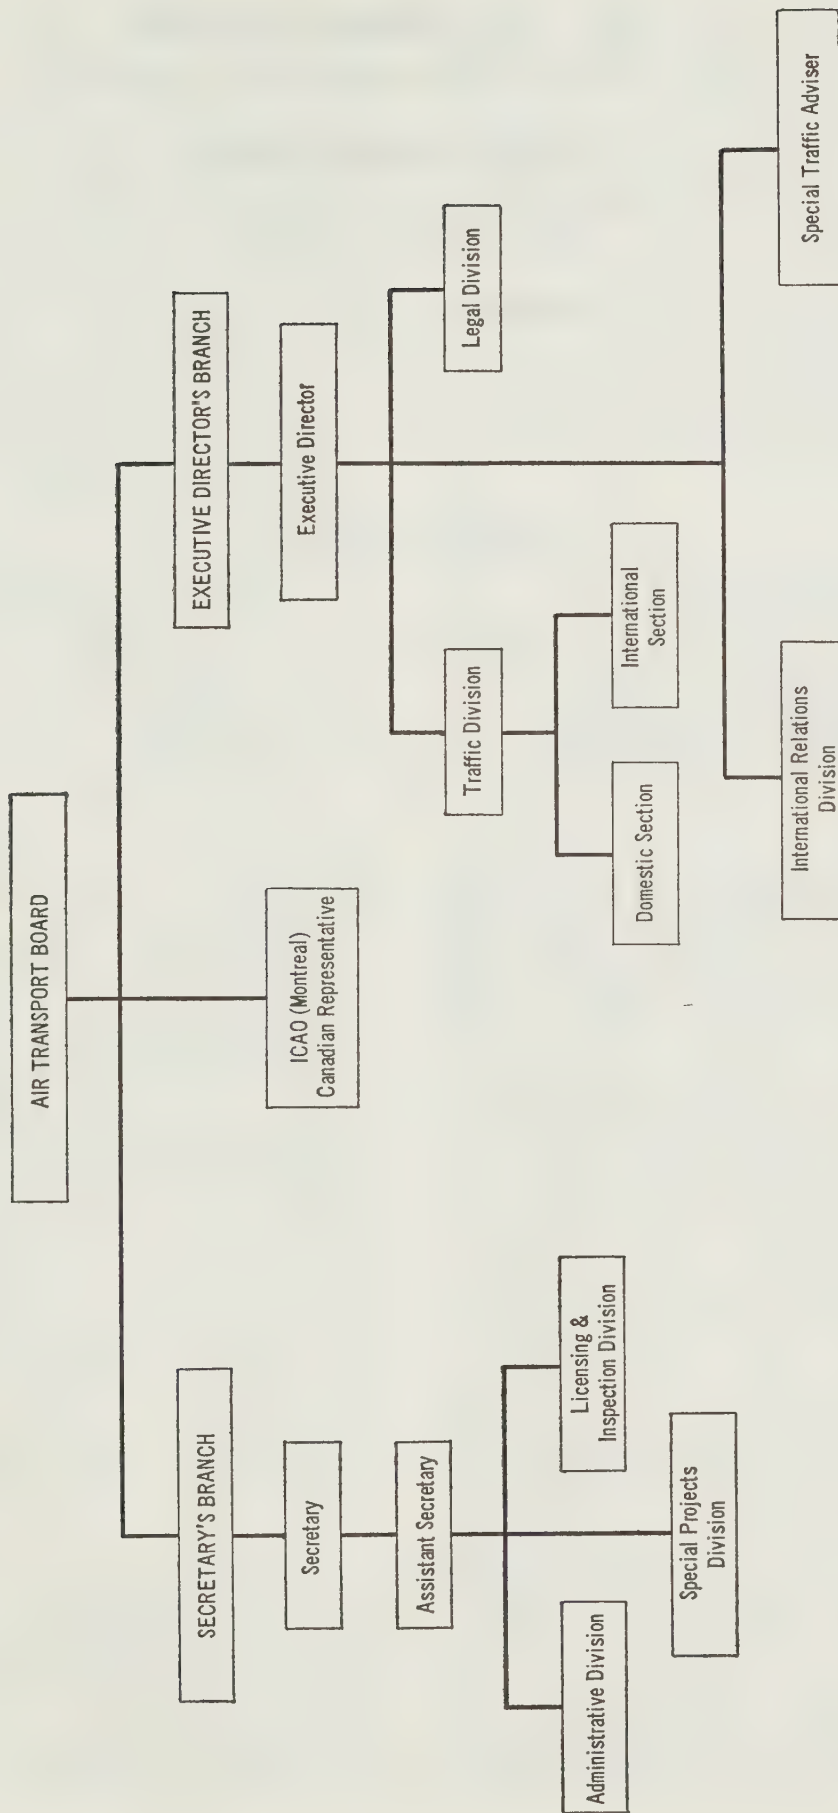 AIR TRANSPORT BOARD
SECRETARY'S BRANCH
EXECUTIVE DIRECTOR'S BRANCH
ICAO (Montreal)
Canadian Representative
Secretary
Executive Director
Assistant Secretary
Traffic Division
Legal Division
Administrative Division
Licensing &
Inspection Division
Domestic Section
International
Section
Special Projects
Division
International Relations
Division
Special Traffic Adviser